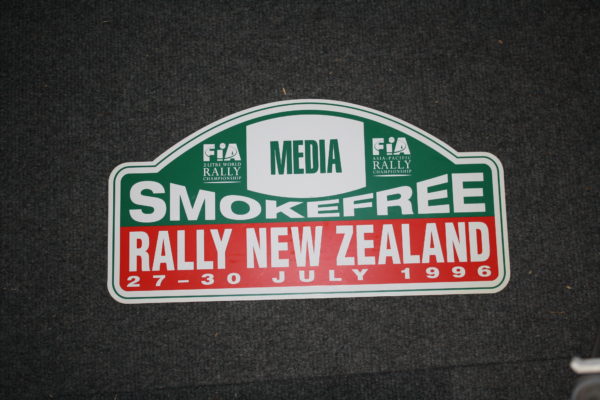 MEDIA
FiA
2 LITRE WORLD
RALLY
CHAMPIONSHIP
FiA
ASIA-PACIFIC
RALLY
CHAMPIONSHIP
SMOKEFREE
RALLY NEW ZEALAND
27-30 JULY 1996